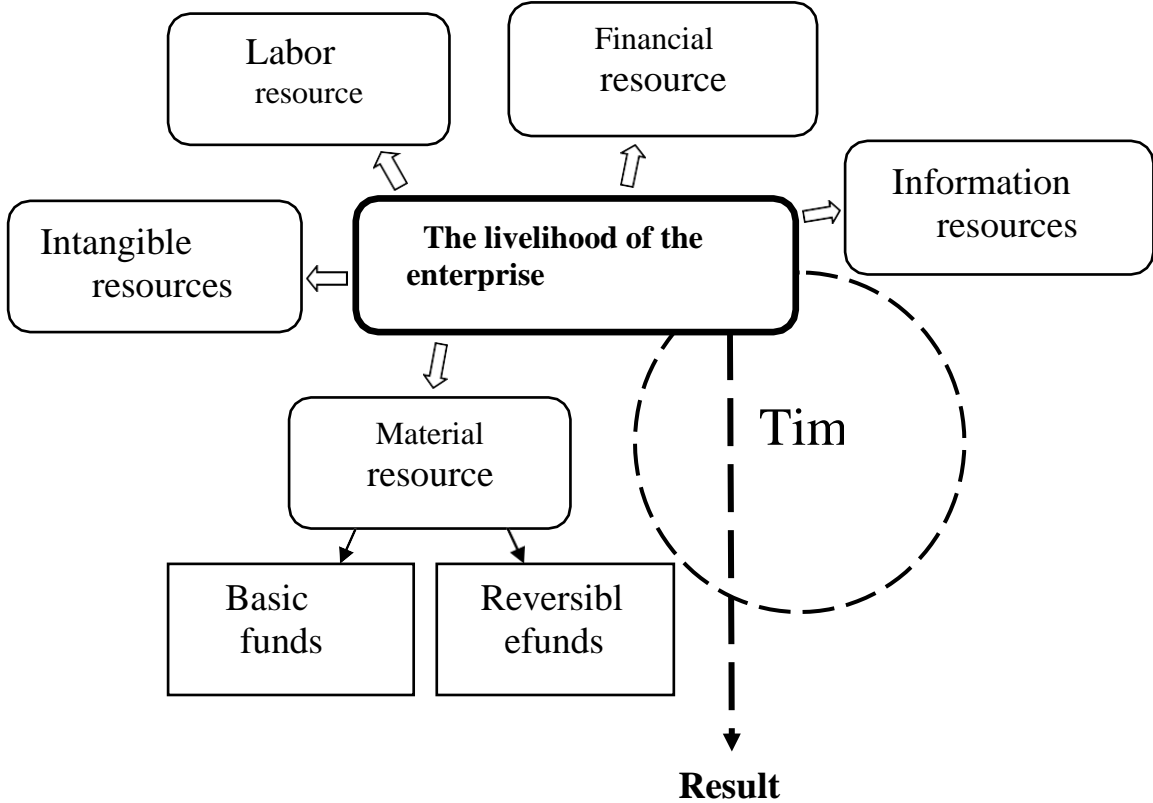 Labor
resource
Financial
resource
Information
resources
Intangible
resources
The livelihood of the
enterprise
Material
resource
Tim
Basic
funds
Reversibl
efunds
Result